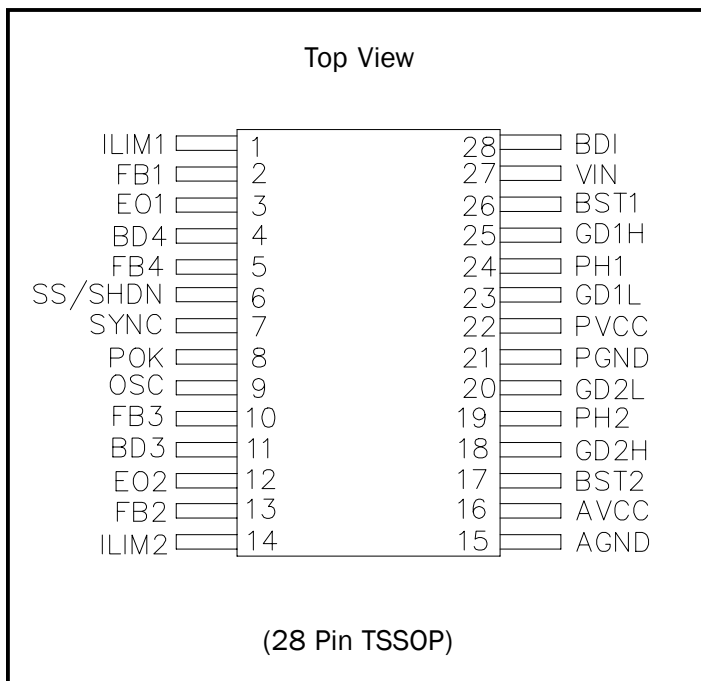 Top View
ILIM1 1 28 BDI
FB1 2 27 VIN
EO1 3 26 BST1
BD4 4 25 GD1H
FB4 5 24 PH1
SS/SHDN 6 23 GD1L
SYNC 7 22 PVCC
POK 8 21 PGND
OSC 9 20 GD2L
FB3 10 19 PH2
BD3 11 18 GD2H
EO2 12 17 BST2
FB2 13 16 AVCC
ILIM2 14 15 AGND
(28 Pin TSSOP)